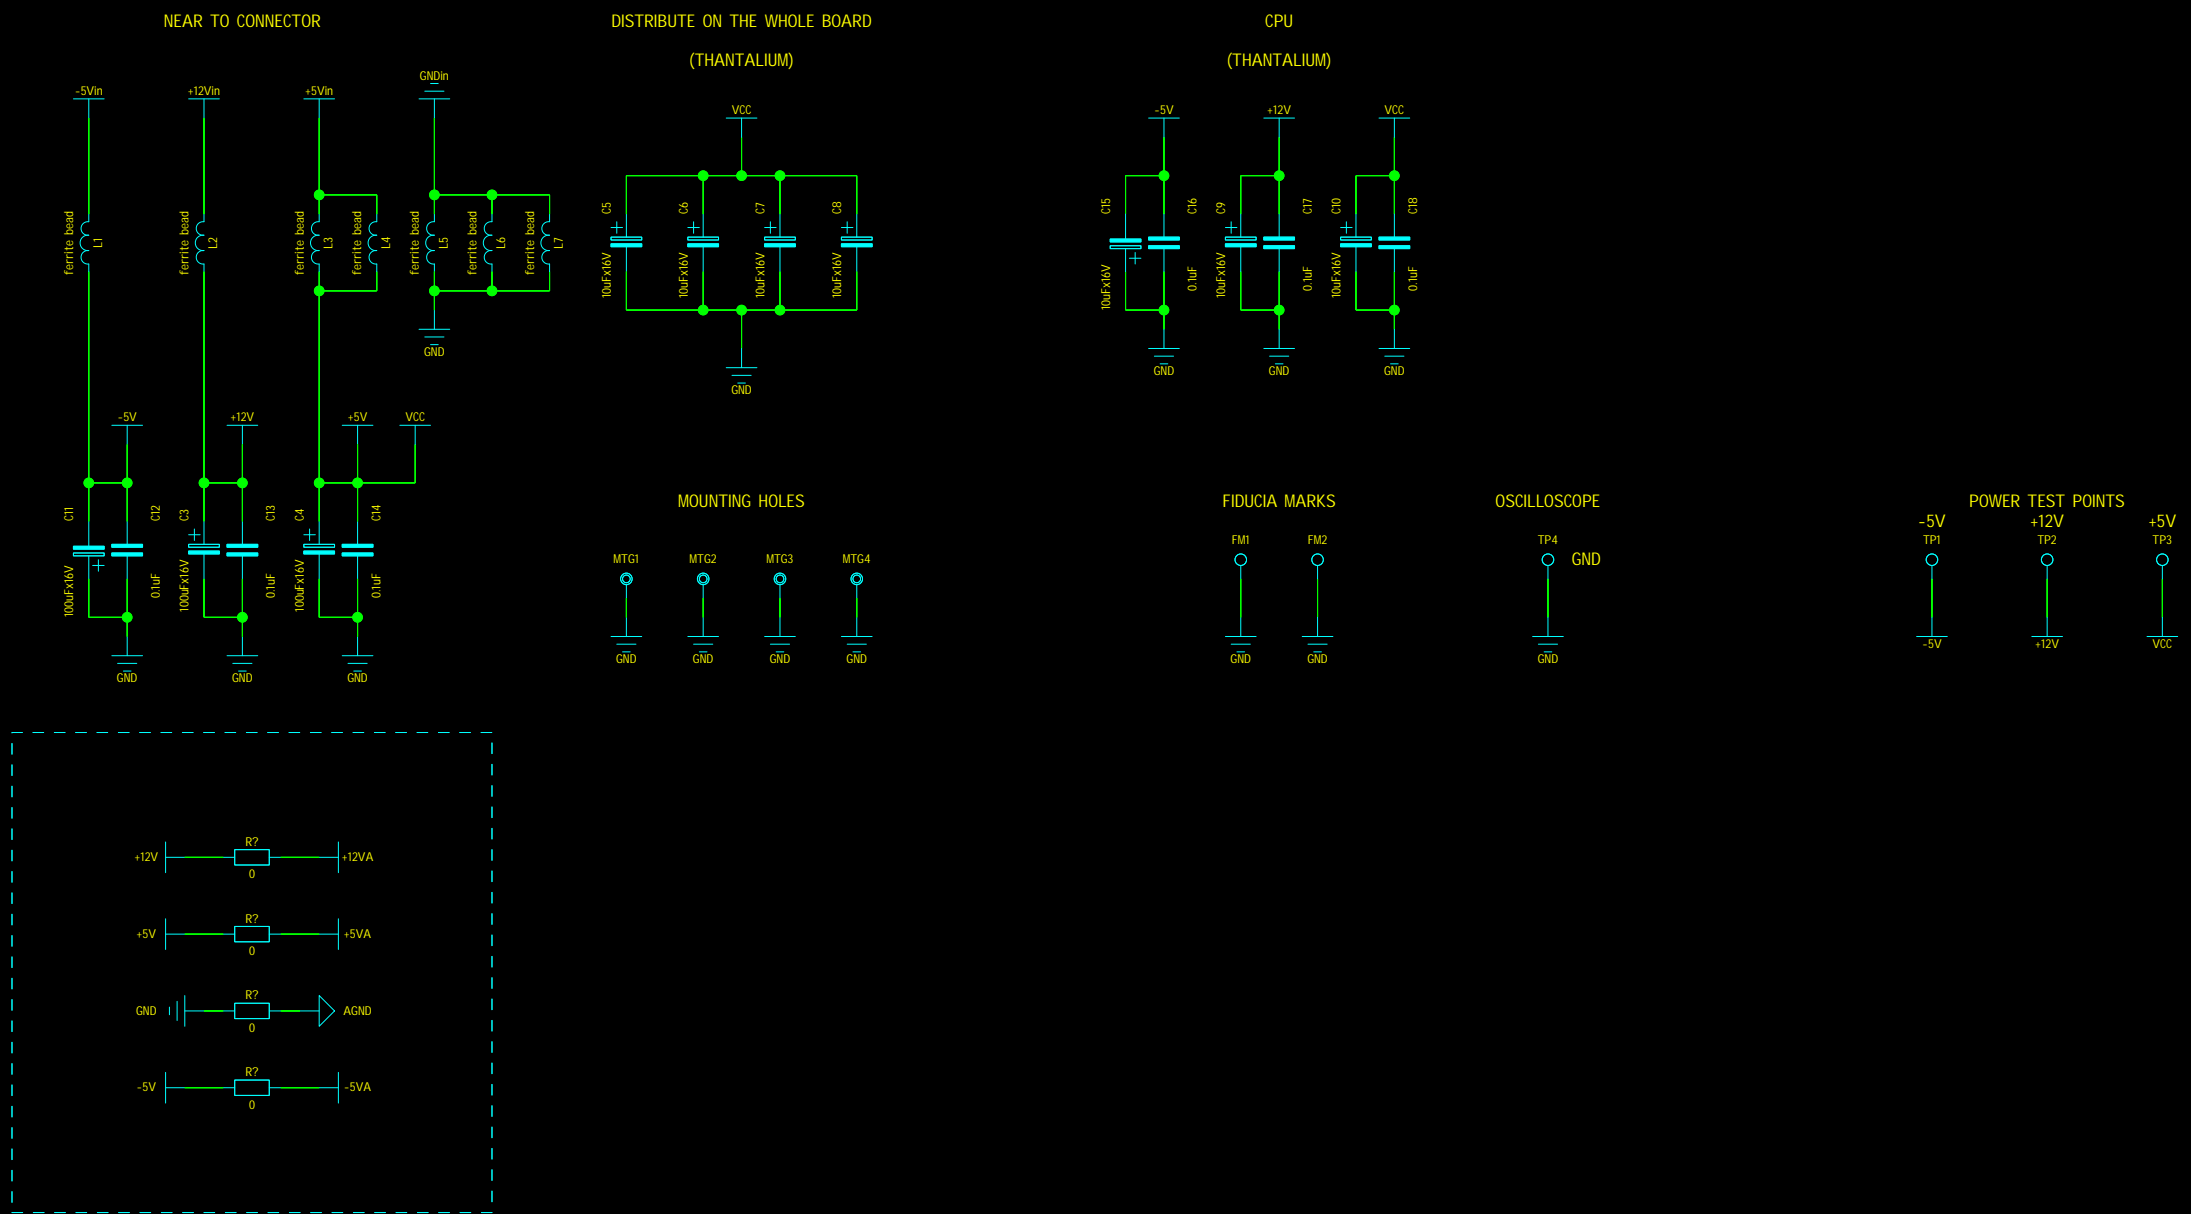 NEAR TO CONNECTOR
-5Vin
+12Vin
+5Vin
GNDin
ferrite bead
L1
ferrite bead
L2
ferrite bead
L3
ferrite bead
L4
ferrite bead
L5
ferrite bead
L6
ferrite bead
L7
GND
-5V
+12V
+5V
VCC
C11
100uFx16V
C12
0.1uF
C3
100uFx16V
C13
0.1uF
C4
100uFx16V
C14
0.1uF
GND
GND
GND
DISTRIBUTE ON THE WHOLE BOARD
(THANTALIUM)
VCC
C5
10uFx16V
C6
10uFx16V
C7
10uFx16V
C8
10uFx16V
GND
CPU
(THANTALIUM)
-5V
+12V
VCC
C15
10uFx16V
C16
0.1uF
C9
10uFx16V
C17
0.1uF
C10
10uFx16V
C18
0.1uF
GND
GND
GND
MOUNTING HOLES
MTG1
MTG2
MTG3
MTG4
GND
GND
GND
GND
FIDUCIA MARKS
FM1
FM2
GND
GND
OSCILLOSCOPE
TP4
GND
GND
POWER TEST POINTS
-5V
+12V
+5V
TP1
TP2
TP3
-5V
+12V
VCC
R?
+12V
+12VA
0
R?
+5V
+5VA
0
R?
GND
AGND
0
R?
-5V
-5VA
0